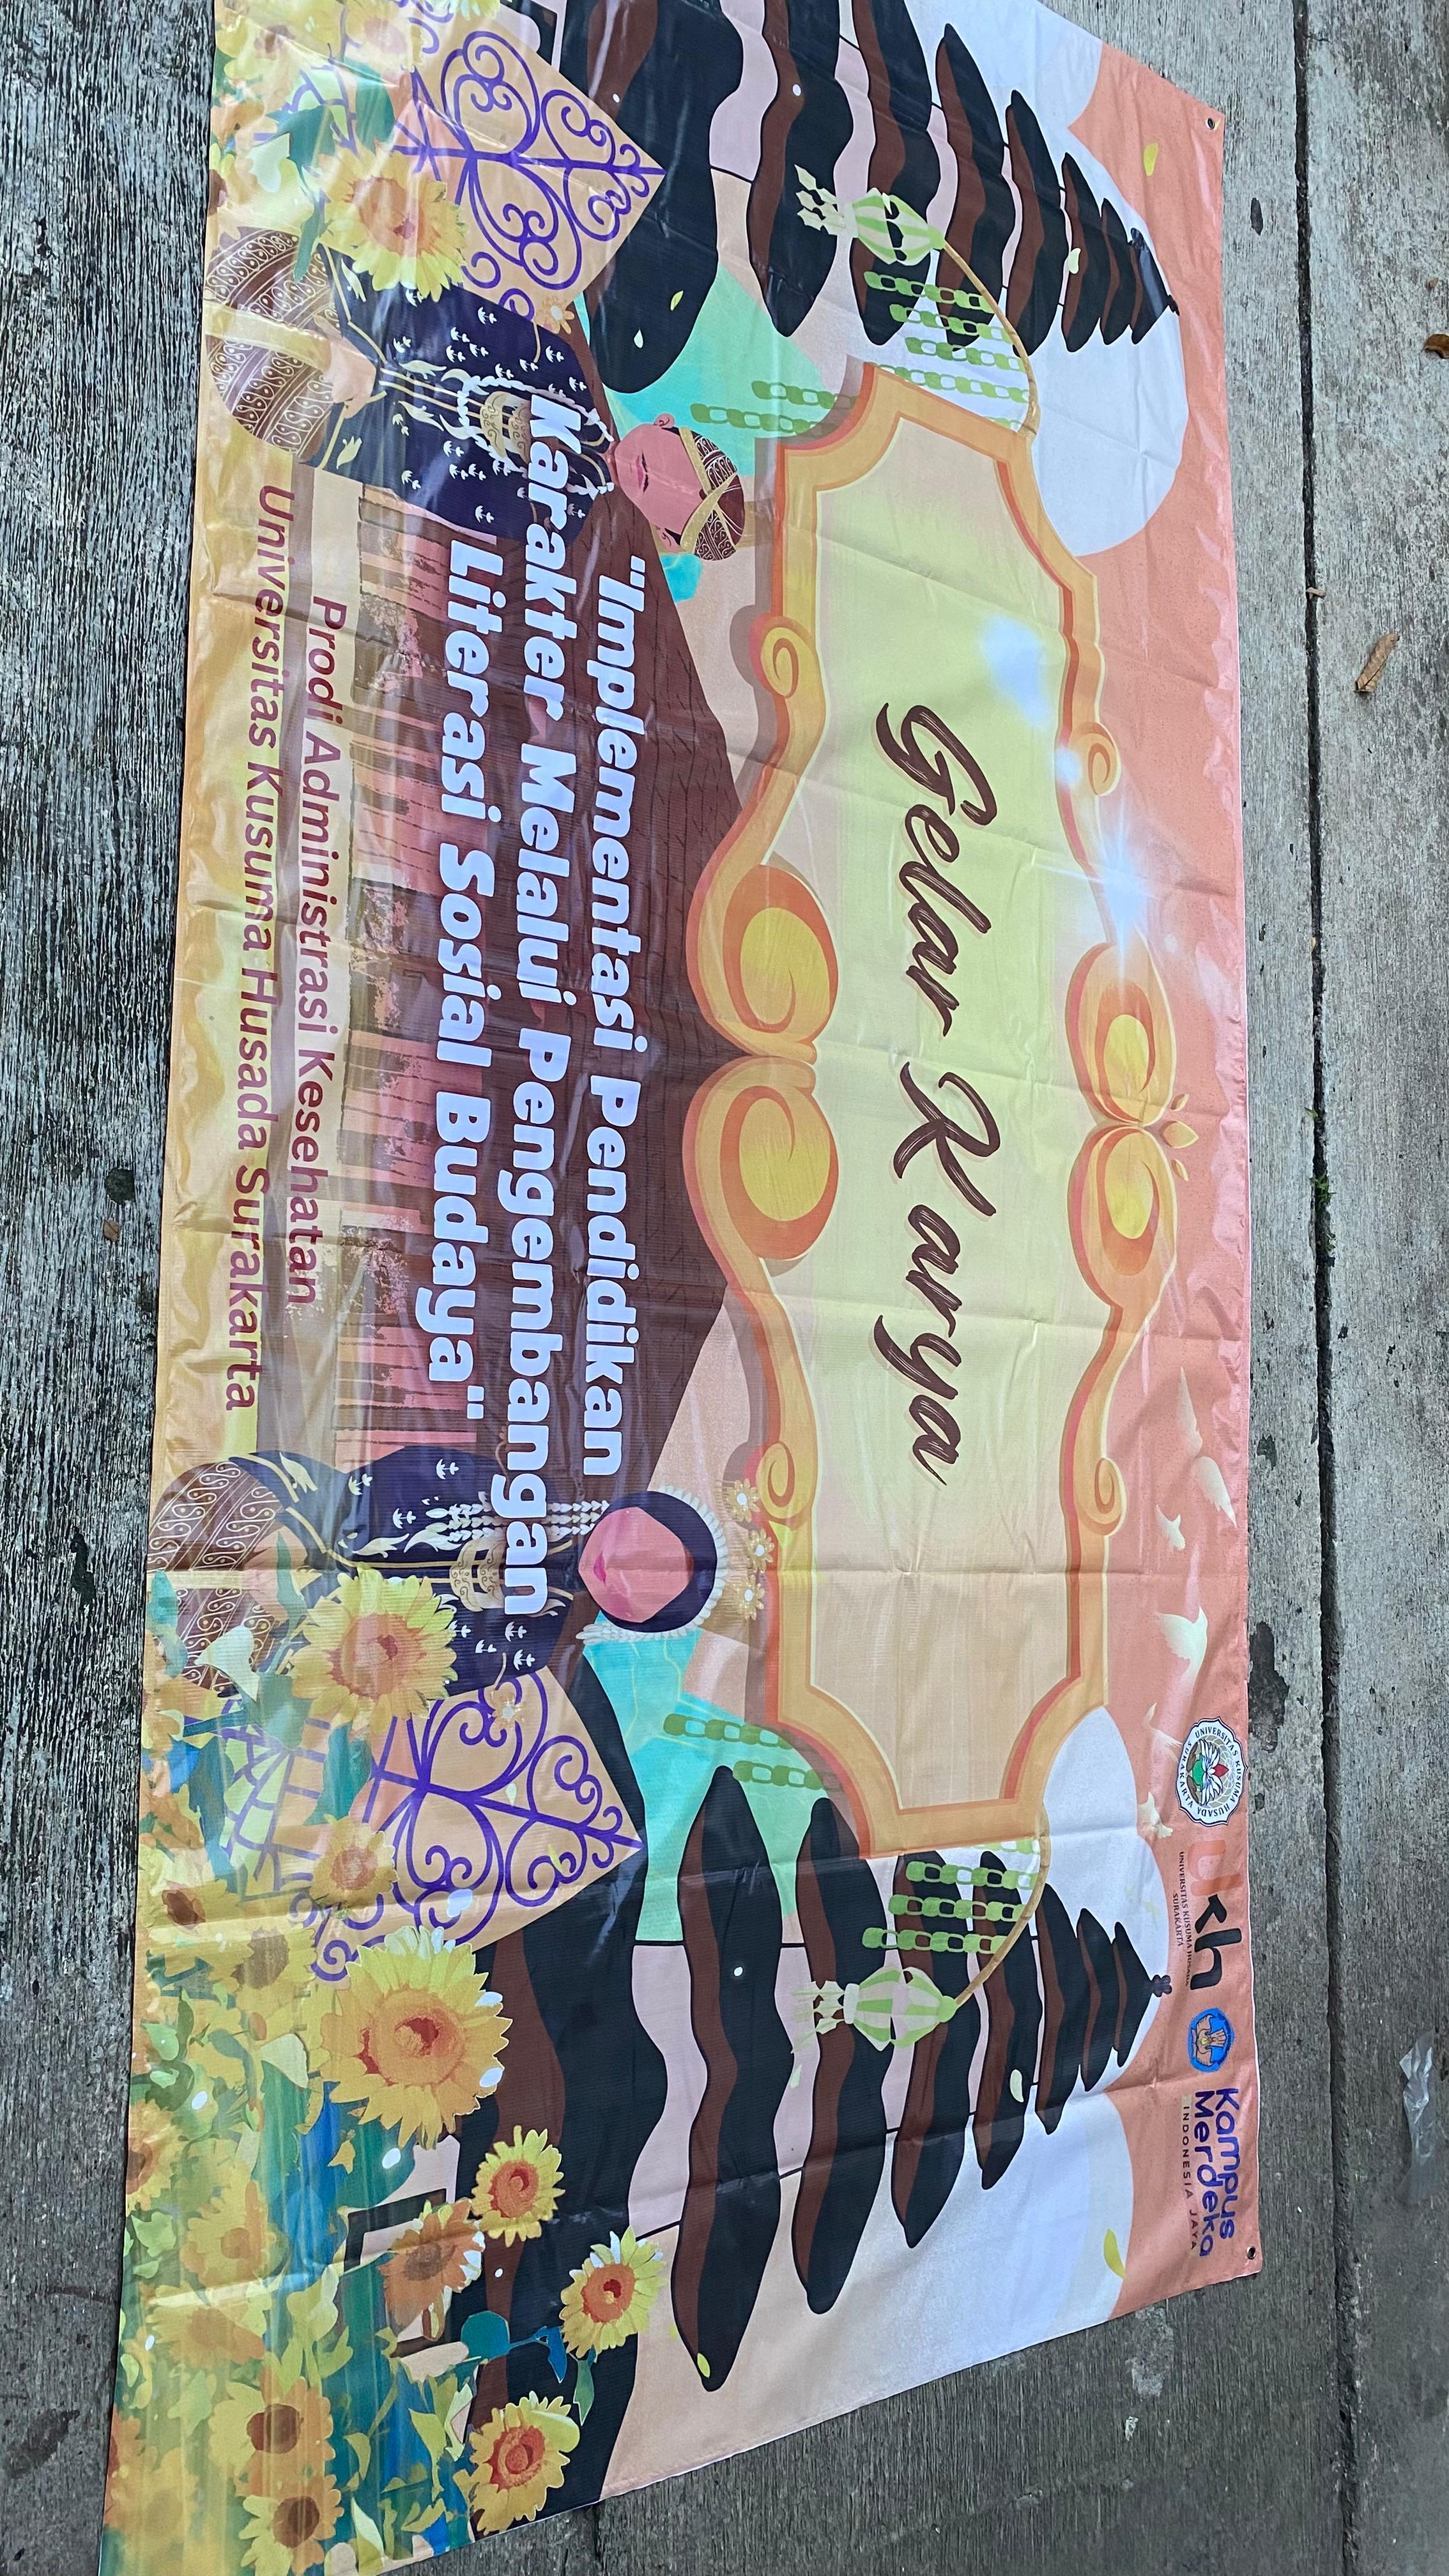 UNIVERSITAS KUSUMA HUSADA
SURAKARTA
ukh
UNIVERSITAS KUSUMA HUSADA
SURAKARTA
Kampus
Merdeka
INDONESIA JAYA
Gelar Karya
"Implementasi Pendidikan
Karakter Melalui Pengembangan
Literasi Sosial Budaya"
Prodi Administrasi Kesehatan
Universitas Kusuma Husada Surakarta